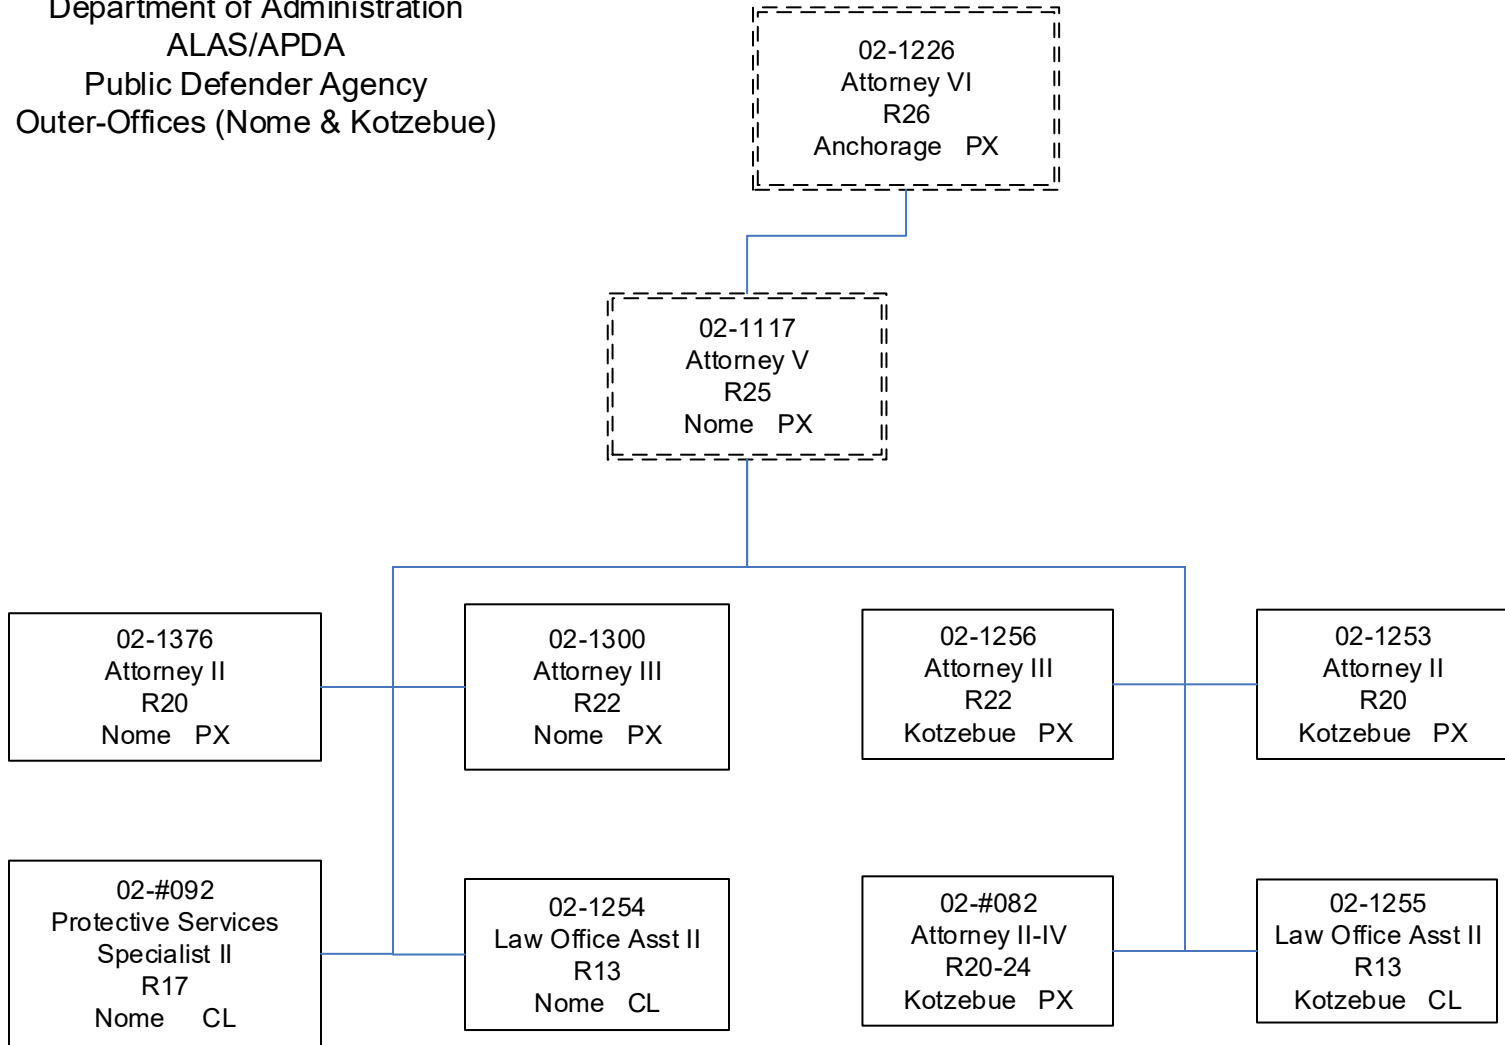 Department of Administration
ALAS/APDA
Public Defender Agency
Outer-Offices (Nome & Kotzebue)
02-1226
Attorney VI
R26
Anchorage PX
02-1117
Attorney V
R25
Nome PX
02-1376
Attorney II
R20
Nome PX
02-1300
Attorney III
R22
Nome PX
02-1256
Attorney III
R22
Kotzebue PX
02-1253
Attorney II
R20
Kotzebue PX
02-#092
Protective Services
Specialist II
R17
Nome CL
02-1254
Law Office Asst II
R13
Nome CL
02-#082
Attorney II-IV
R20-24
Kotzebue PX
02-1255
Law Office Asst II
R13
Kotzebue CL